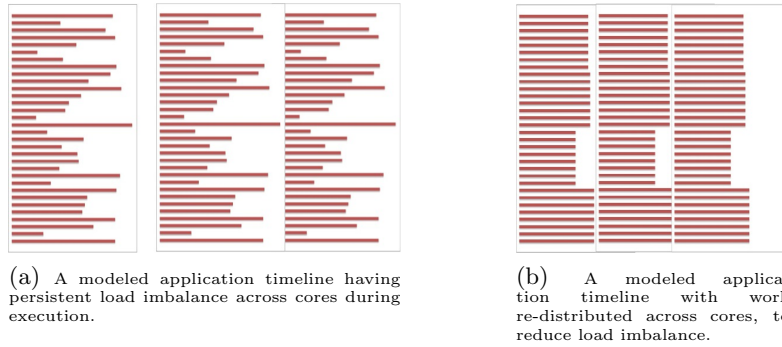 (a) A modeled application timeline having
persistent load imbalance across cores during
execution.
(b) A modeled applica-
tion timeline with work
re-distributed across cores, to
reduce load imbalance.